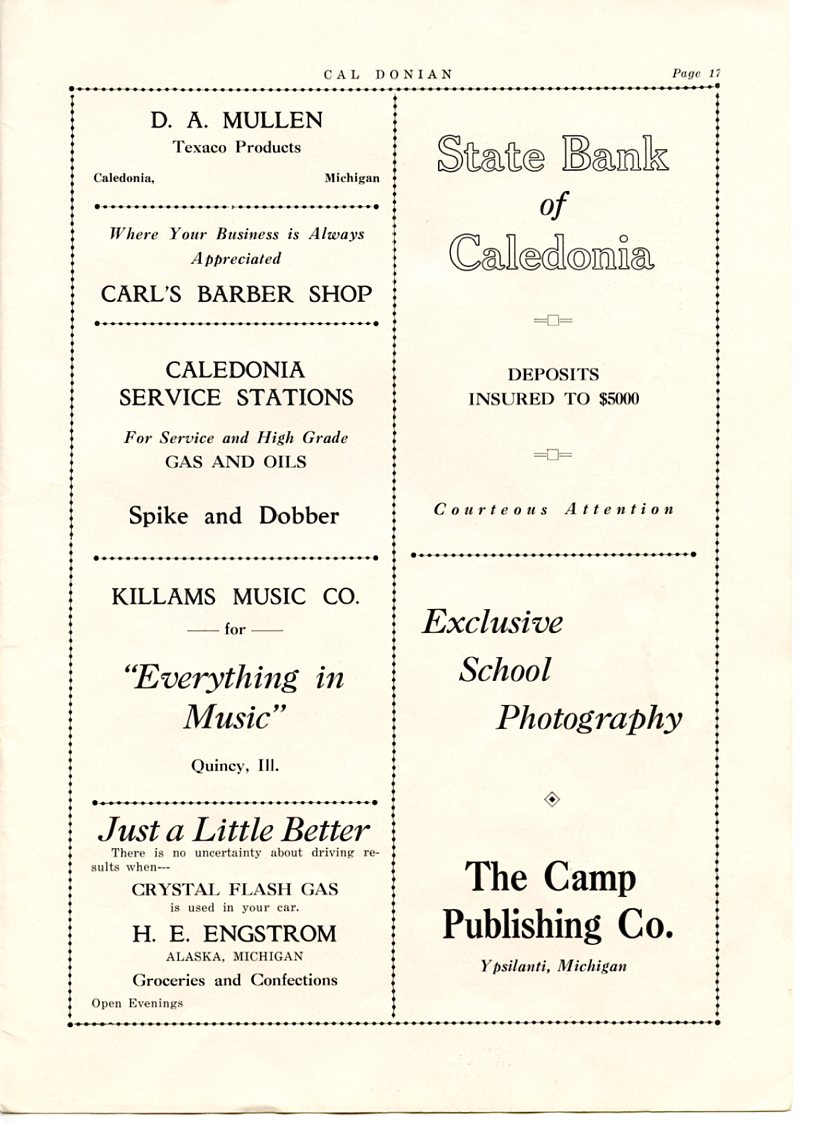 CAL DONIAN
Page 17
D. A. MULLEN
Texaco Products
Caledonia, Michigan
Where Your Business is Always
Appreciated
CARL'S BARBER SHOP
CALEDONIA
SERVICE STATIONS
For Service and High Grade
GAS AND OILS
Spike and Dobber
KILLAMS MUSIC CO.
— for —
"Everything in
Music"
Quincy, Ill.
Just a Little Better
There is no uncertainty about driving re-
sults when---
CRYSTAL FLASH GAS
is used in your car.
H. E. ENGSTROM
ALASKA, MICHIGAN
Groceries and Confections
Open Evenings
State Bank
of
Caledonia
DEPOSITS
INSURED TO $5000
Courteous Attention
Exclusive
School
Photography
The Camp
Publishing Co.
Ypsilanti, Michigan